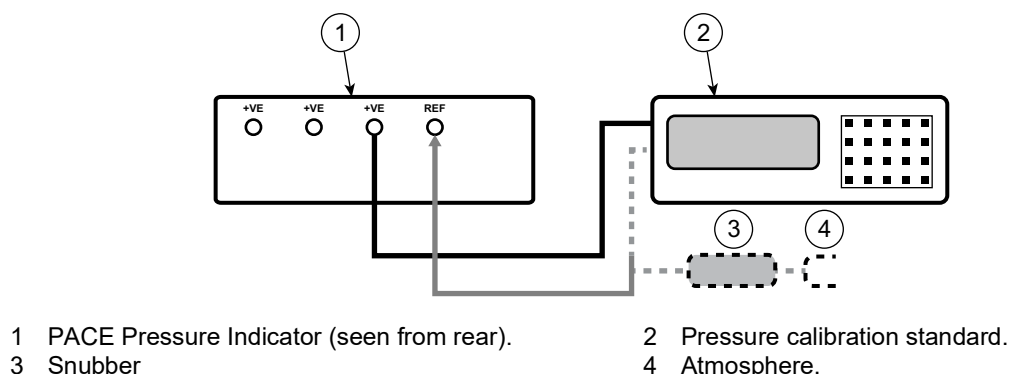 1 2
+VE +VE +VE REF
3 4
1 PACE Pressure Indicator (seen from rear). 2 Pressure calibration standard.
3 Snubber 4 Atmosphere.